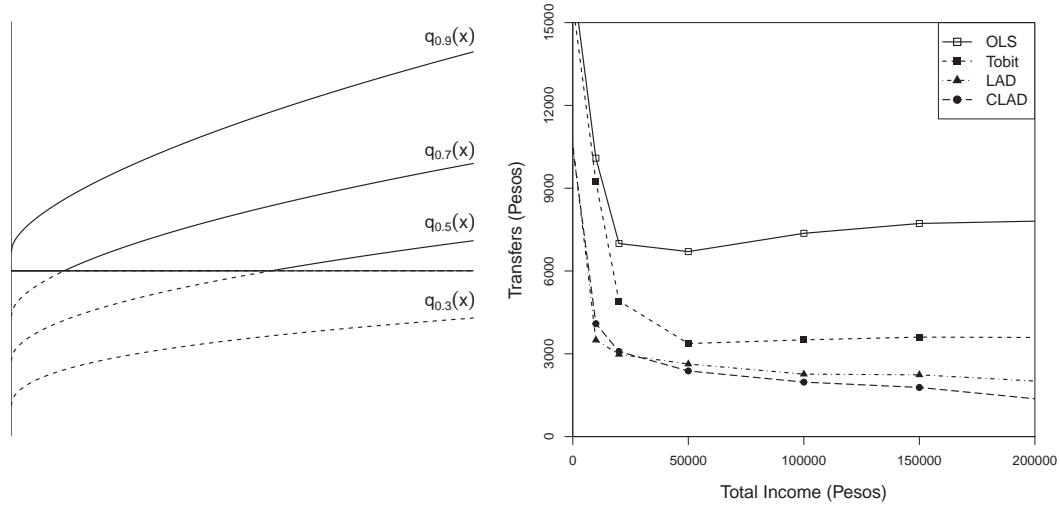 q0.9(x)
q0.7(x)
q0.5(x)
q0.3(x)
OLS
Tobit
LAD
CLAD
15000
12000
9000
6000
3000
0
Transfers (Pesos)
0 50000 100000 150000 200000
Total Income (Pesos)